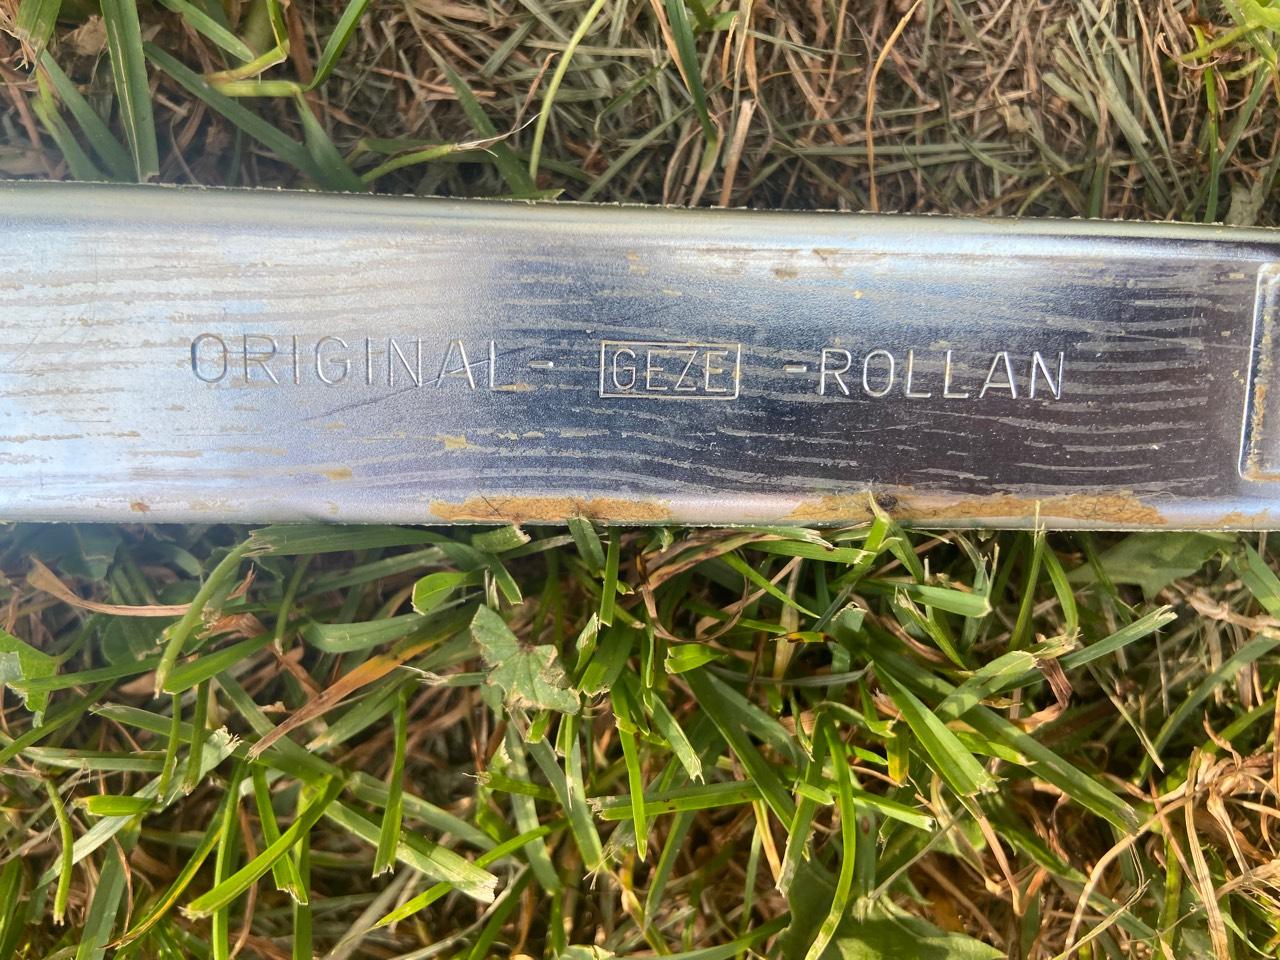 ORIGINAL - GEZE - ROLLAN